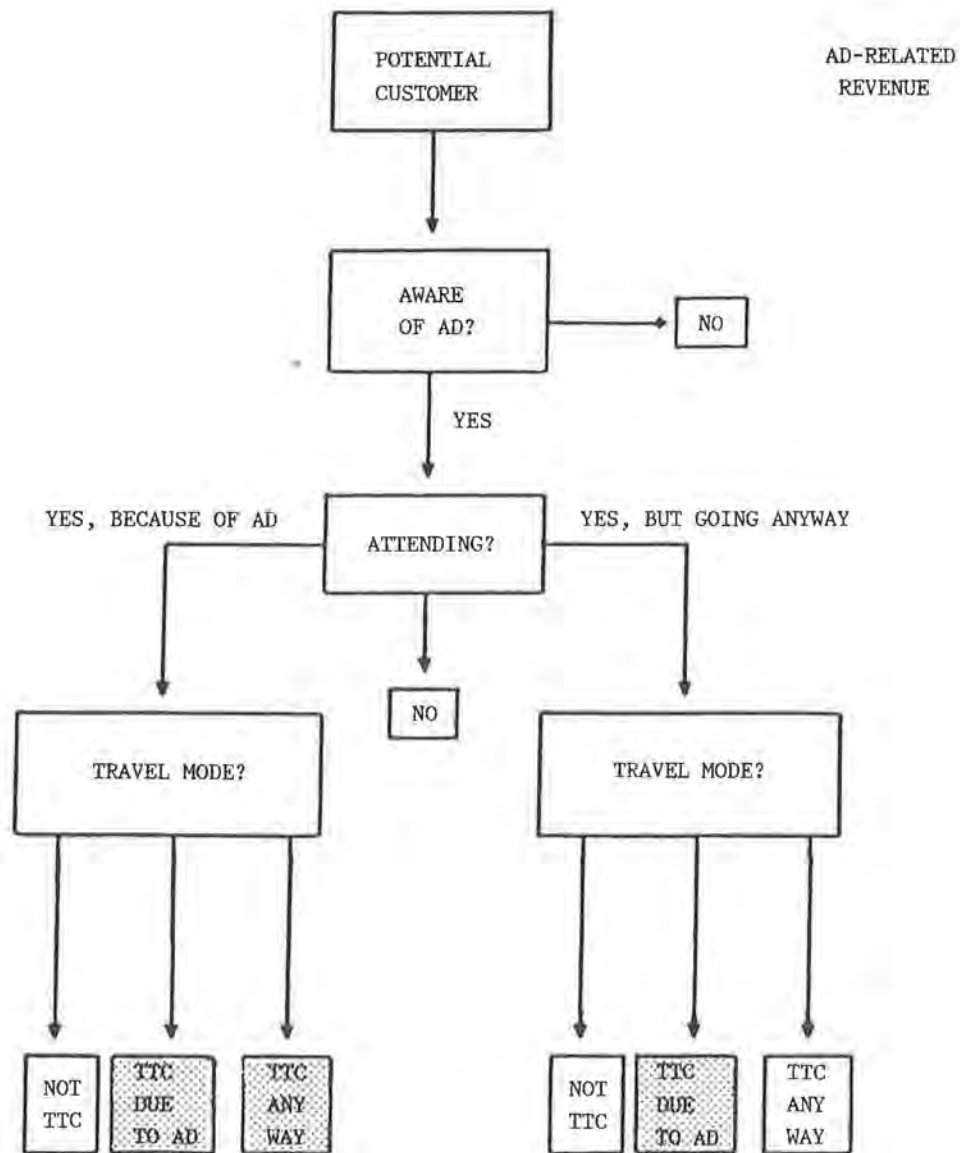 POTENTIAL
CUSTOMER
AD-RELATED
REVENUE
AWARE
OF AD?
NO
YES
YES, BECAUSE OF AD
ATTENDING?
YES, BUT GOING ANYWAY
NO
TRAVEL MODE?
TRAVEL MODE?
NOT
TTC
TTC
DUE
TO AD
TTC
ANY
WAY
NOT
TTC
TTC
DUE
TO AD
TTC
ANY
WAY